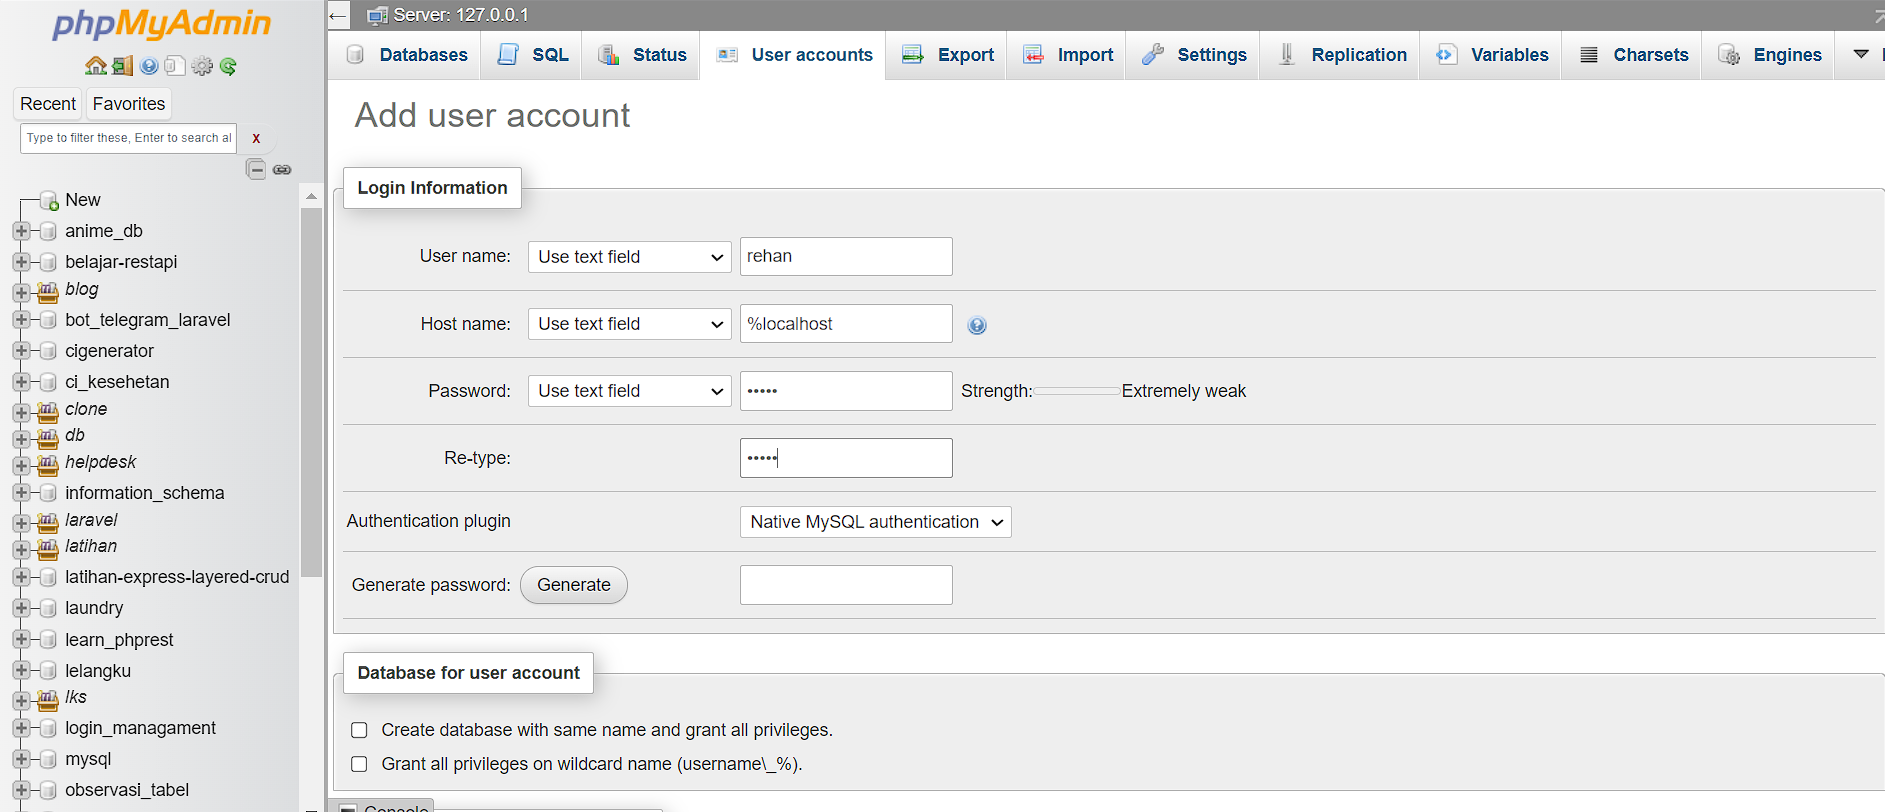 phpMyAdmin
Recent
Favorites
Type to filter these, Enter to search al
X
New
anime_db
belajar-restapi
blog
bot_telegram_laravel
cigenerator
ci_kesehetan
clone
db
helpdesk
information_schema
laravel
latihan
latihan-express-layered-crud
laundry
learn_phprest
lelangku
lks
login_managament
mysql
observasi_tabel
Server: 127.0.0.1
Databases
SQL
Status
User accounts
Export
Import
Settings
Replication
Variables
Charsets
Engines
Add user account
Login Information
User name: Use text field rehan
Host name: Use text field %localhost
Password: Use text field ••••• Strength: Extremely weak
Re-type: •••••
Authentication plugin Native MySQL authentication
Generate password: Generate
Database for user account
Create database with same name and grant all privileges.
Grant all privileges on wildcard name (username\_%).
Console